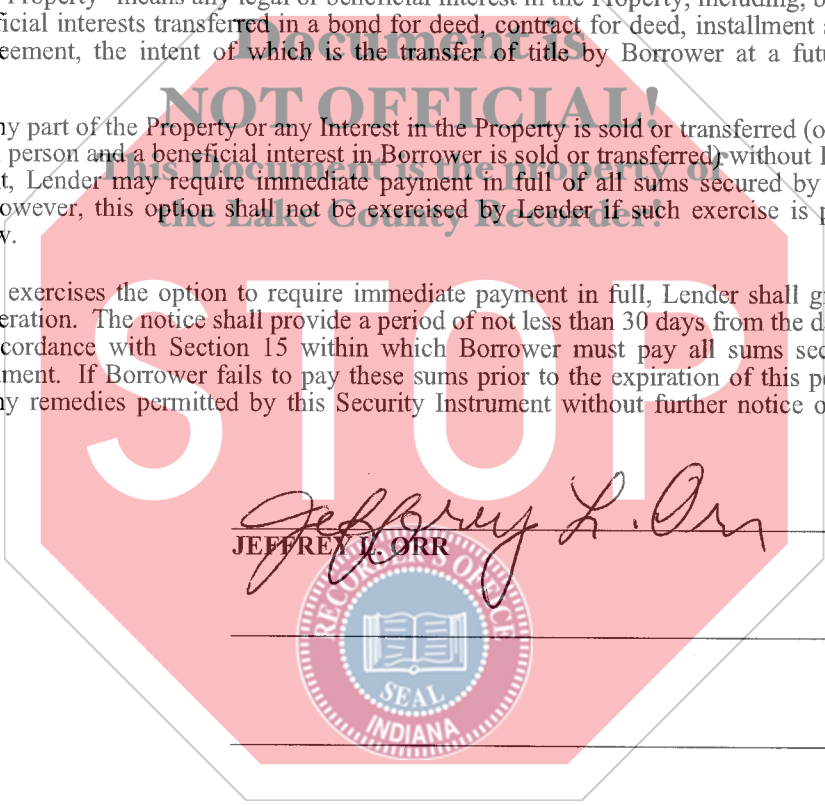 Property" means any legal or beneficial interest in the Property, including, b
ficial interests transferred in a bond for deed, contract for deed, installment
eement, the intent of which is the transfer of title by Borrower at a futu
Document is
NOT OFFICIAL!
This Document is the property of
the Lake County Recorder!
ny part of the Property or any Interest in the Property is sold or transferred (o
person and a beneficial interest in Borrower is sold or transferred) without
t, Lender may require immediate payment in full of all sums secured by
owever, this option shall not be exercised by Lender if such exercise is p
w.
exercises the option to require immediate payment in full, Lender shall g
eration. The notice shall provide a period of not less than 30 days from the d
cordance with Section 15 within which Borrower must pay all sums sec
ment. If Borrower fails to pay these sums prior to the expiration of this p
ny remedies permitted by this Security Instrument without further notice o
STOP
Jeffrey L. Orr
JEFFREY L. ORR
RECORDER'S OFFICE
SEAL
INDIANA